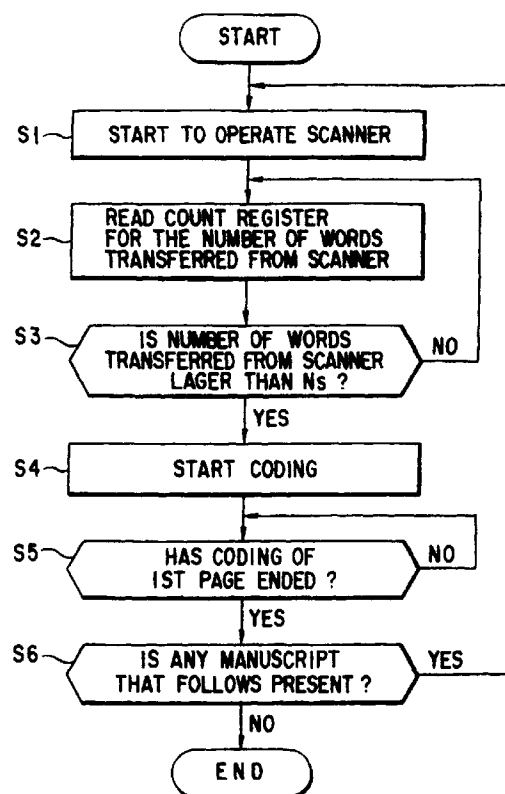 START
S1
START TO OPERATE SCANNER
S2
READ COUNT REGISTER
FOR THE NUMBER OF WORDS
TRANSFERRED FROM SCANNER
S3
IS NUMBER OF WORDS
TRANSFERRED FROM SCANNER
LAGER THAN Ns ?
NO
YES
S4
START CODING
S5
HAS CODING OF
1ST PAGE ENDED ?
NO
YES
S6
IS ANY MANUSCRIPT
THAT FOLLOWS PRESENT ?
YES
NO
END